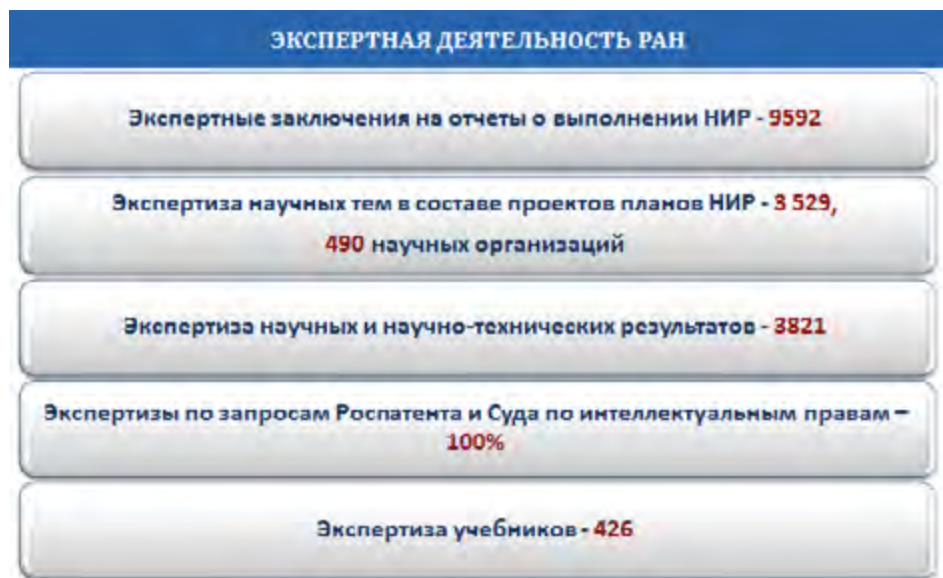 ЭКСПЕРТНАЯ ДЕЯТЕЛЬНОСТЬ РАН
Экспертные заключения на отчеты о выполнении НИР - 9592
Экспертиза научных тем в составе проектов планов НИР - 3 529,
490 научных организаций
Экспертиза научных и научно-технических результатов - 3821
Экспертизы по запросам Роспатента и Суда по интеллектуальным правам –
100%
Экспертиза учебников - 426